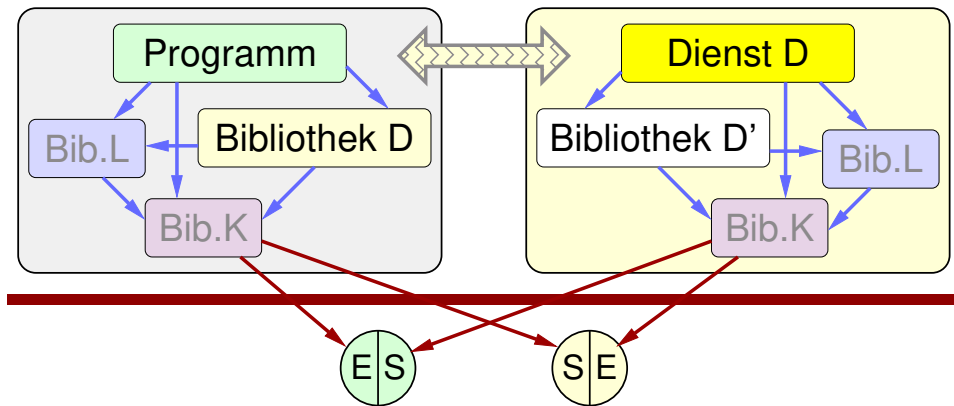 Programm
Dienst D
Bib.L
Bibliothek D
Bibliothek D'
Bib.L
Bib.K
Bib.K
E S
S E